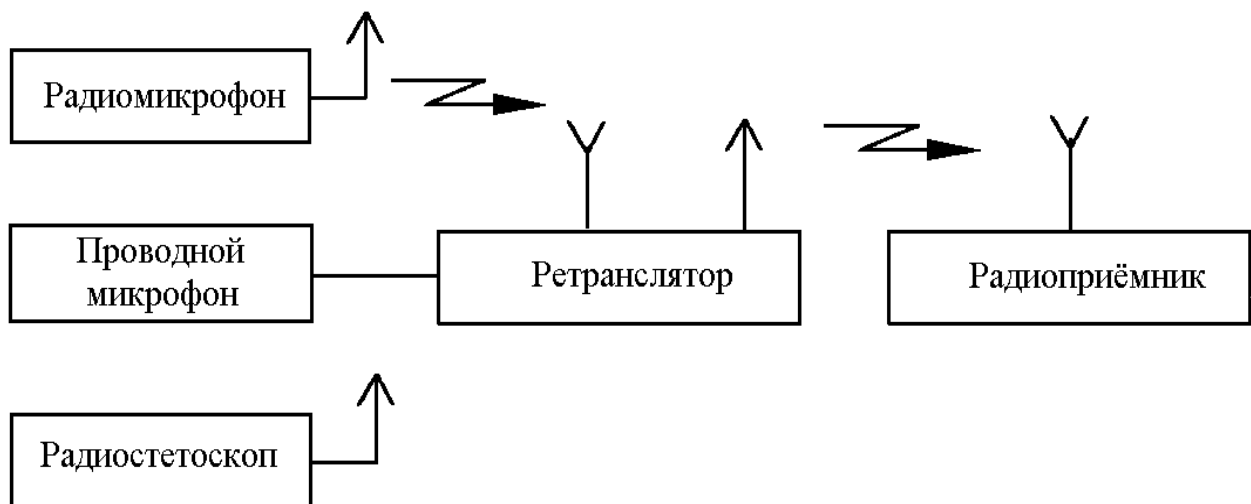 Радиомикрофон
Проводной
микрофон
Ретранслятор
Радиоприёмник
Радиостетоскоп